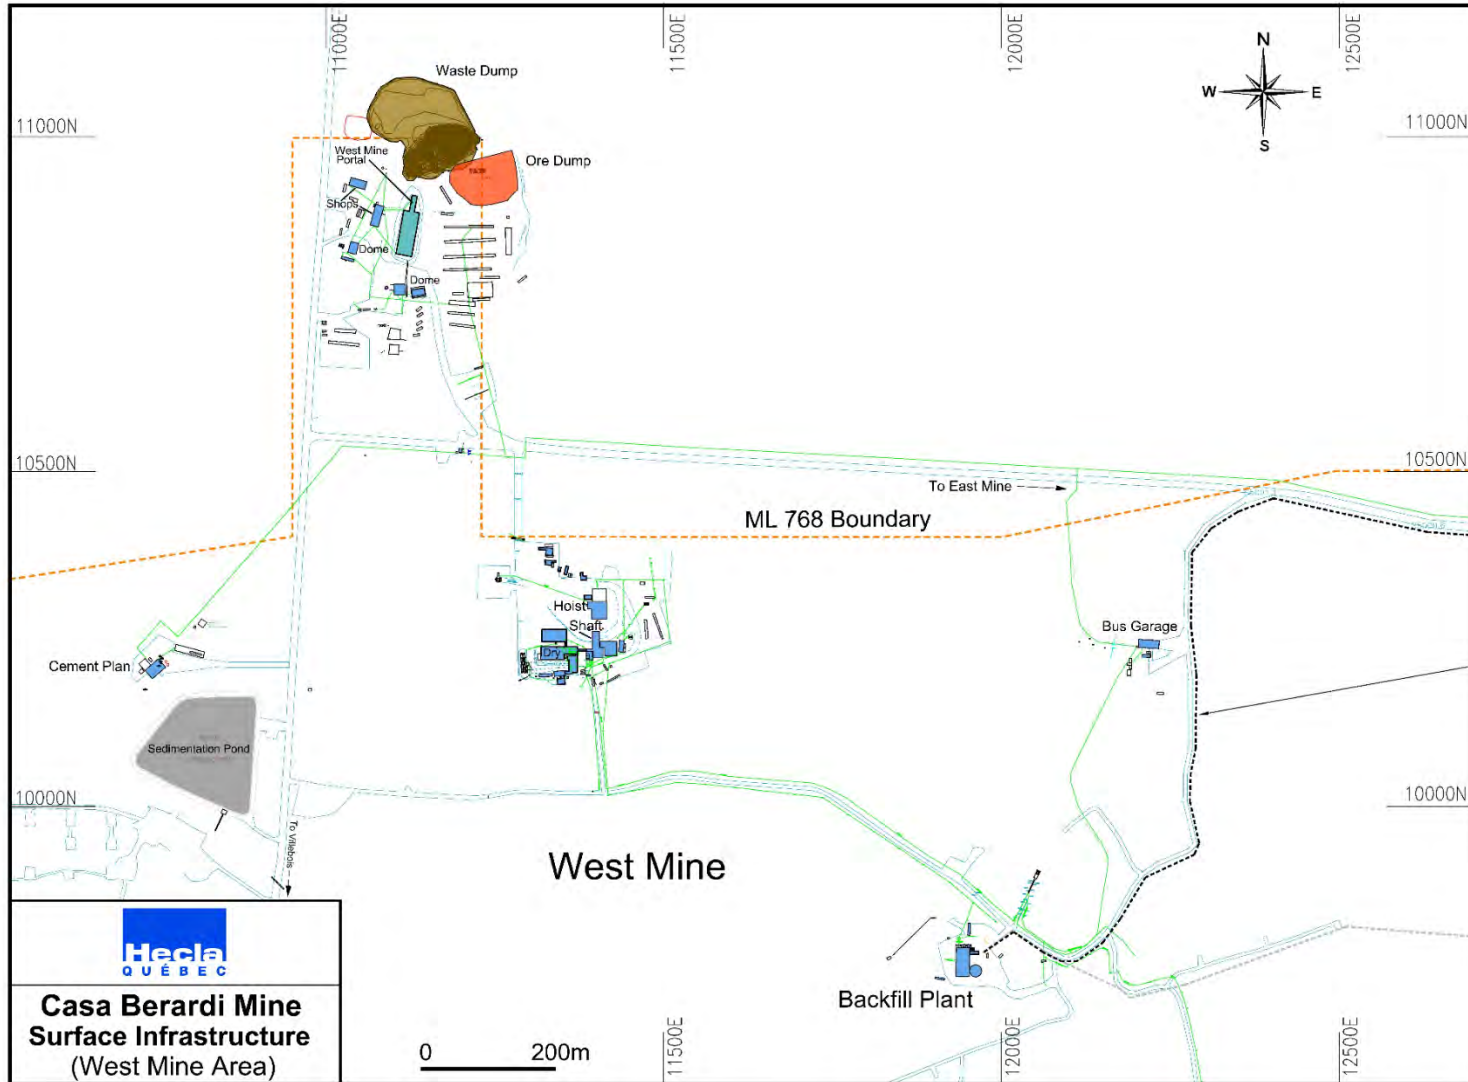 11000E
11500E
12000E
12500E
N
W E
S
Waste Dump
11000N
11000N
West Mine
Portal
Ore Dump
Shops
Dome
Dome
10500N
10500N
To East Mine
ML 768 Boundary
Hoist
Shaft
Dry
Bus Garage
Cement Plan
Sedimentation Pond
10000N
10000N
To Villebois
West Mine
Backfill Plant
Hecla
QUÉBEC
Casa Berardi Mine
Surface Infrastructure
(West Mine Area)
0 200m
11500E
12000E
12500E